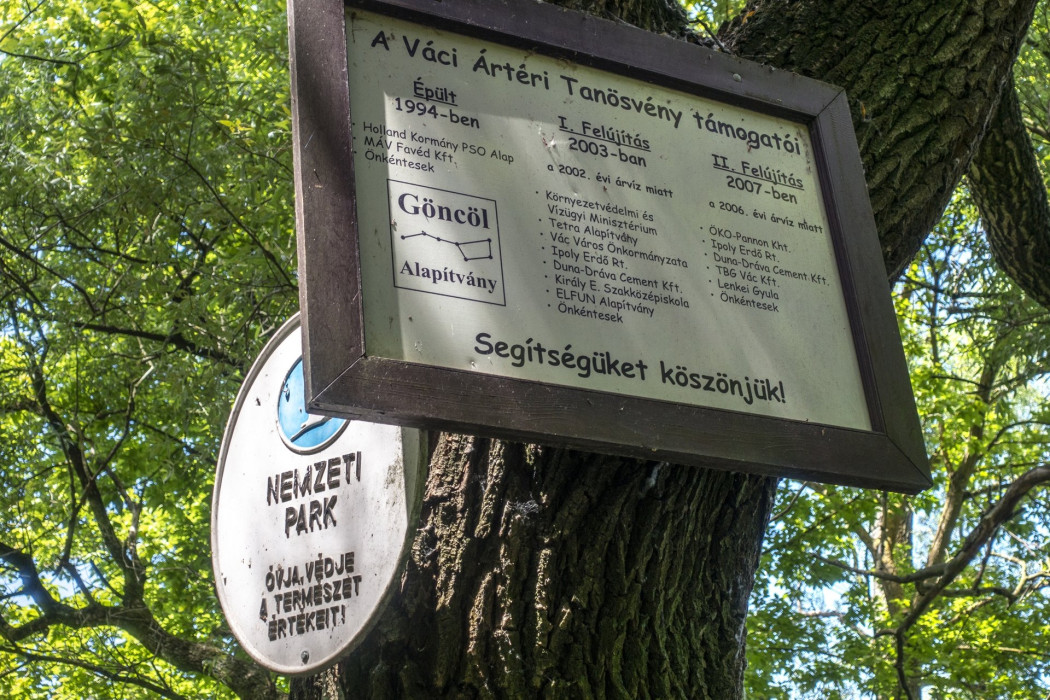 A Váci Ártéri Tanösvény támogatói
Épült
1994-ben
• Holland Kormány PSO Alap
• MÁV Favéd Kft.
• Önkéntesek
Göncöl
Alapítvány
I. Felújítás
2003-ban
a 2002. évi árvíz miatt
• Környezetvédelmi és
Vízügyi Minisztérium
• Tetra Alapítvány
• Vác Város Önkormányzata
• Ipoly Erdő Rt.
• Duna-Dráva Cement Kft.
• Király E. Szakközépiskola
• ELFUN Alapítvány
• Önkéntesek
II. Felújítás
2007-ben
a 2006. évi árvíz miatt
• ÖKO-Pannon Kht.
• Ipoly Erdő Rt.
• Duna-Dráva Cement Kft.
• TBG Vác Kft.
• Lenkei Gyula
• Önkéntesek
Segítségüket köszönjük!
NEMZETI
PARK
ÓVJA, VÉDJE
A TERMÉSZET
ÉRTÉKEIT!